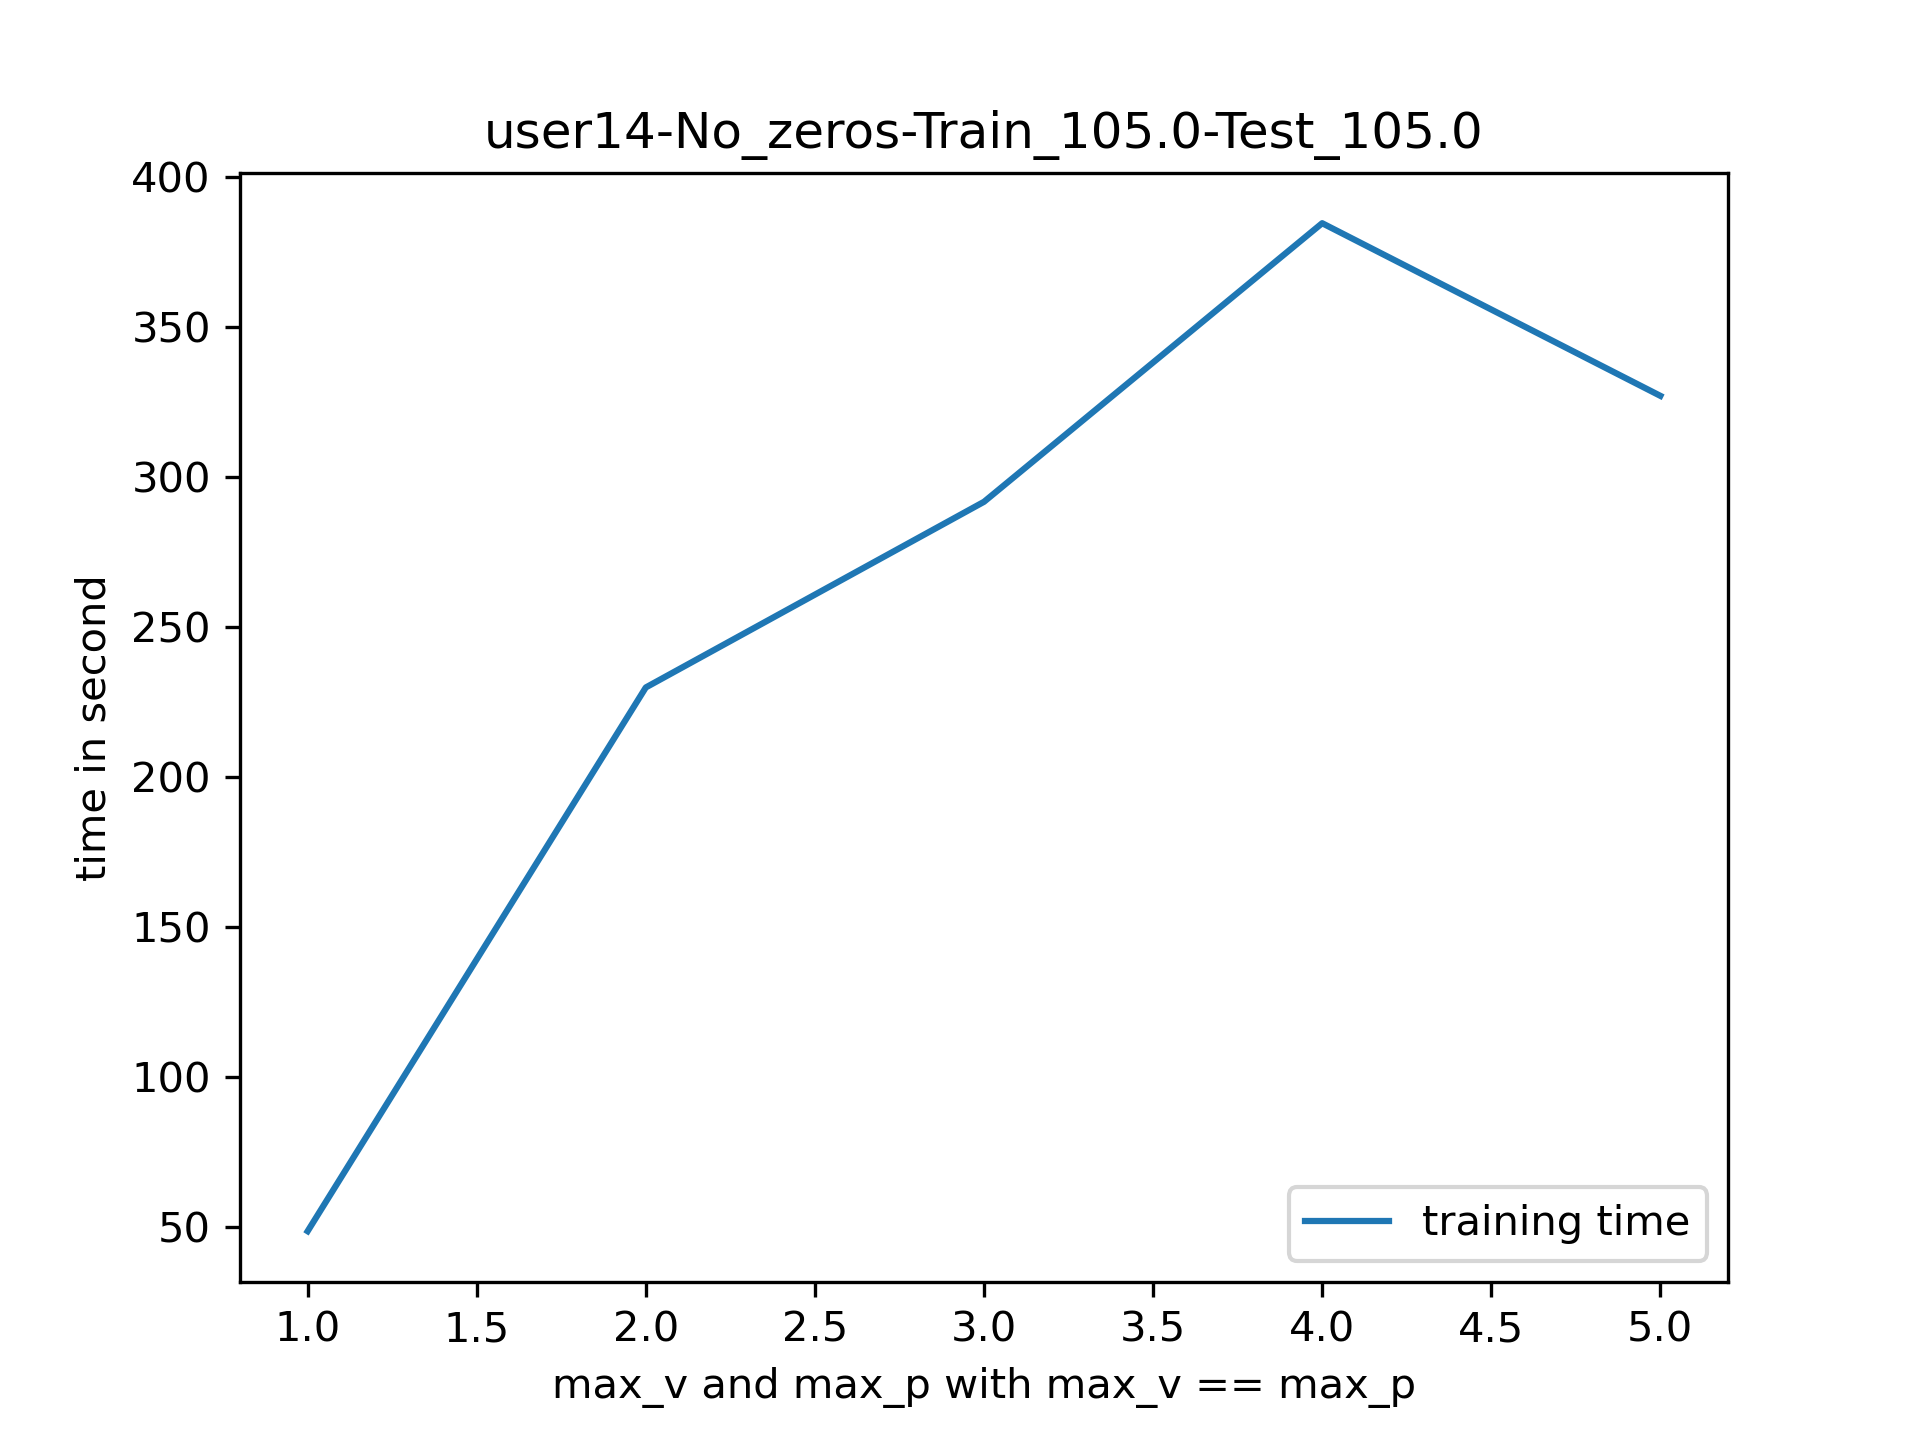 user14-No_zeros-Train_105.0-Test_105.0
400
350
300
250
200
150
100
50
time in second
training time
1.0 1.5 2.0 2.5 3.0 3.5 4.0 4.5 5.0
max_v and max_p with max_v == max_p